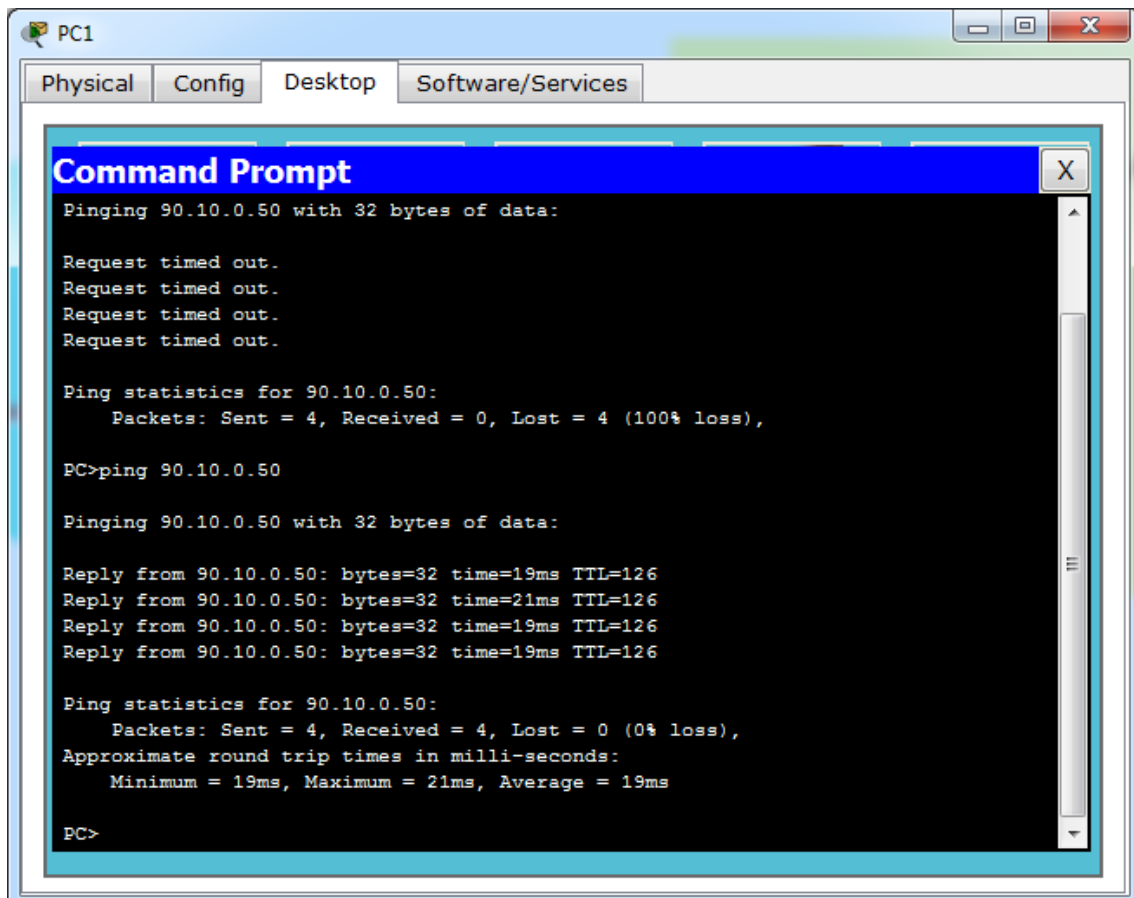 PC1
Physical Config Desktop Software/Services
Command Prompt X
Pinging 90.10.0.50 with 32 bytes of data:
Request timed out.
Request timed out.
Request timed out.
Request timed out.
Ping statistics for 90.10.0.50:
Packets: Sent = 4, Received = 0, Lost = 4 (100% loss),
PC>ping 90.10.0.50
Pinging 90.10.0.50 with 32 bytes of data:
Reply from 90.10.0.50: bytes=32 time=19ms TTL=126
Reply from 90.10.0.50: bytes=32 time=21ms TTL=126
Reply from 90.10.0.50: bytes=32 time=19ms TTL=126
Reply from 90.10.0.50: bytes=32 time=19ms TTL=126
Ping statistics for 90.10.0.50:
Packets: Sent = 4, Received = 4, Lost = 0 (0% loss),
Approximate round trip times in milli-seconds:
Minimum = 19ms, Maximum = 21ms, Average = 19ms
PC>